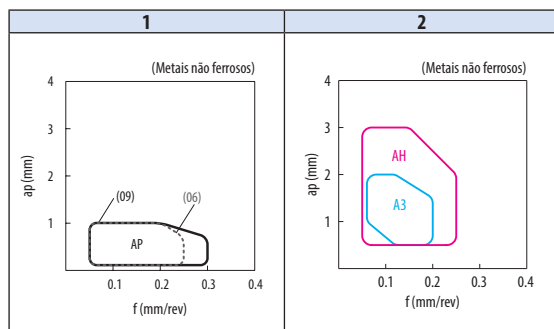 1
2
(Metais não ferrosos)
4
3
2
1
ap (mm)
(09)
(06)
AP
0.1 0.2 0.3 0.4
f (mm/rev)
(Metais não ferrosos)
4
3
2
1
ap (mm)
AH
A3
0.1 0.2 0.3 0.4
f (mm/rev)